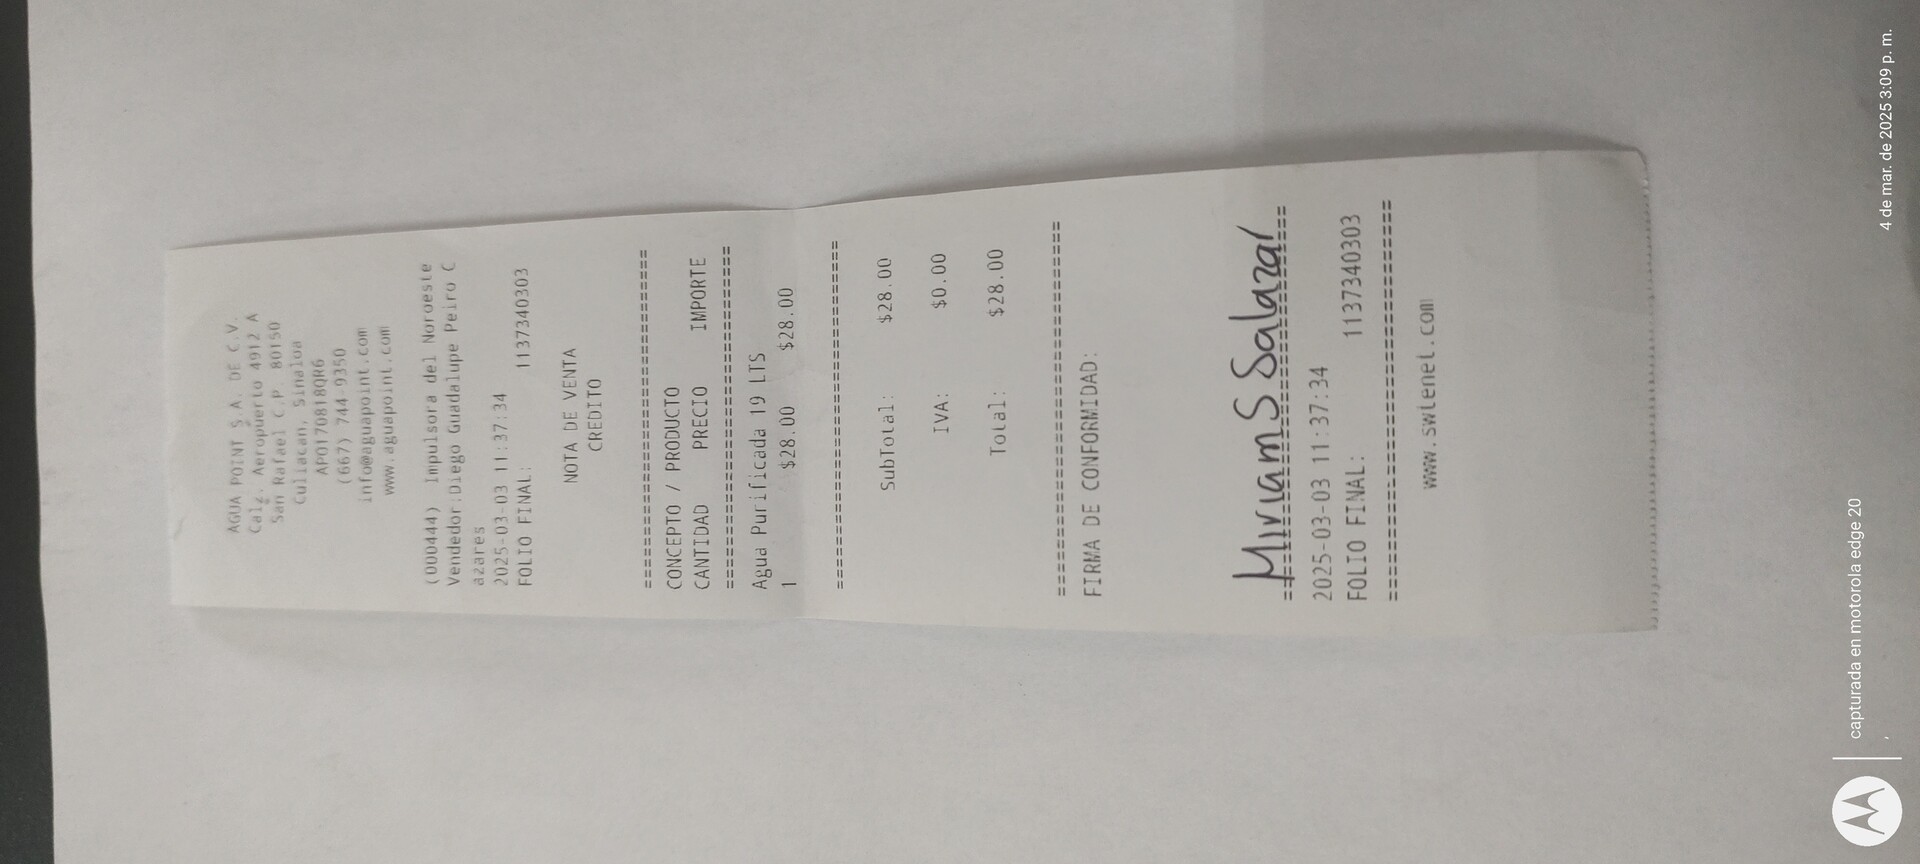 AGUA POINT S.A. DE C.V.
Calz. Aeropuerto 4912 A
San Rafael C.P 80150
Culiacan, Sinaloa
APO170818QR6
(667) 744-9350
info@aguapoint.com
www.aguapoint.com
(000444) Impulsora del Noroeste
Vendedor:Diego Guadalupe Peiro C
azares
2025-03-03 11:37:34
FOLIO FINAL: 1137340303
NOTA DE VENTA
CREDITO
================================
CONCEPTO / PRODUCTO
CANTIDAD PRECIO IMPORTE
================================
Agua Purificada 19 LTS
1 $28.00 $28.00
================================
SubTotal: $28.00
IVA: $0.00
Total: $28.00
================================
FIRMA DE CONFORMIDAD:
Miriam S Salazar
================================
2025-03-03 11:37:34
FOLIO FINAL: 1137340303
================================
www.swtenet.com
capturada en motorola edge 20
4 de mar. de 2025 3:09 p. m.